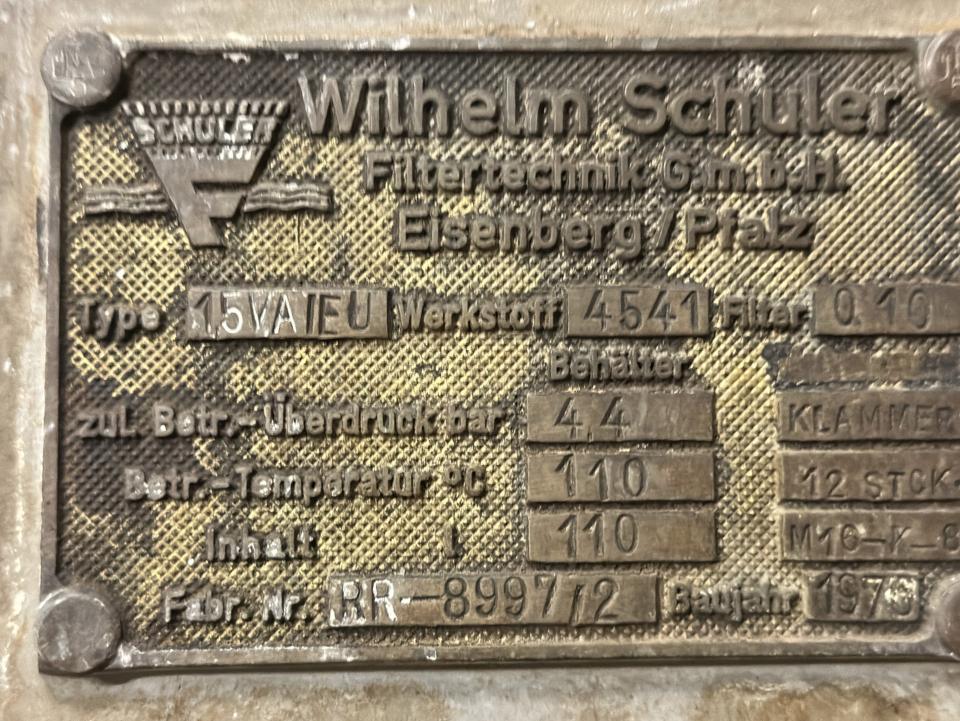 SCHULER
Wilhelm Schuler
Filtertechnik G.m.b.H.
Eisenberg/Pfalz
Type 15VA/EU Werkstoff 4541 Filter 0.10
Behälter
zul. Betr.-Überdruck bar 4,4 KLAMMER
Betr.-Temperatur °C 110 12 STCK-
Inhalt L 110 M16-K-8
Fabr. Nr. RR-8997/2 Baujahr